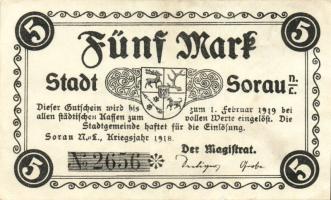 5 5
Fünf Mark
Stadt Sorau N./L.
Dieser Gutschein wird bis zum 1. Februar 1919 bei
allen städtischen Kassen zum vollen Werte eingelöst. Die
Stadtgemeinde haftet für die Einlösung.
Sorau N.-L., Kriegsjahr 1918.
Der Magistrat.
№ 2656 *
5 5